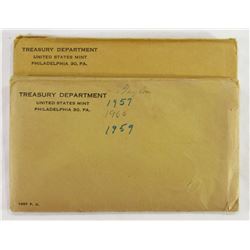 TREASURY DEPARTMENT
UNITED STATES MINT
PHILADELPHIA 30, PA.
TREASURY DEPARTMENT
UNITED STATES MINT
PHILADELPHIA 30, PA.
1957
1960
1959